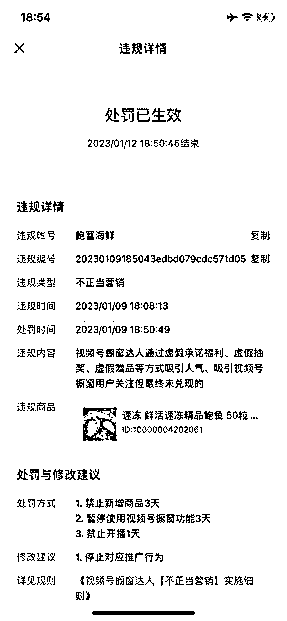 18:54
违规详情
处罚已生效
2023/01/12 18:50:46结束
违规详情
违规账号 鲍富海鲜 复制
违规编号 20230109185043edbd079cdc571d05 复制
违规类型 不正当营销
违规时间 2023/01/09 18:08:13
处罚时间 2023/01/09 18:50:49
违规内容 视频号橱窗达人通过虚假承诺福利、虚假抽
奖、虚假赠品等方式吸引人气、吸引视频号
橱窗用户关注但最终未兑现的
违规商品 速冻 鲜活速冻精品鲍鱼 50粒 ...
ID:10000004202061
处罚与修改建议
处罚方式 1. 禁止新增商品3天
2. 暂停使用视频号橱窗功能3天
3. 禁止开播1天
修改建议 1. 停止对应推广行为
详见规则 《视频号橱窗达人【不正当营销】实施细
则》